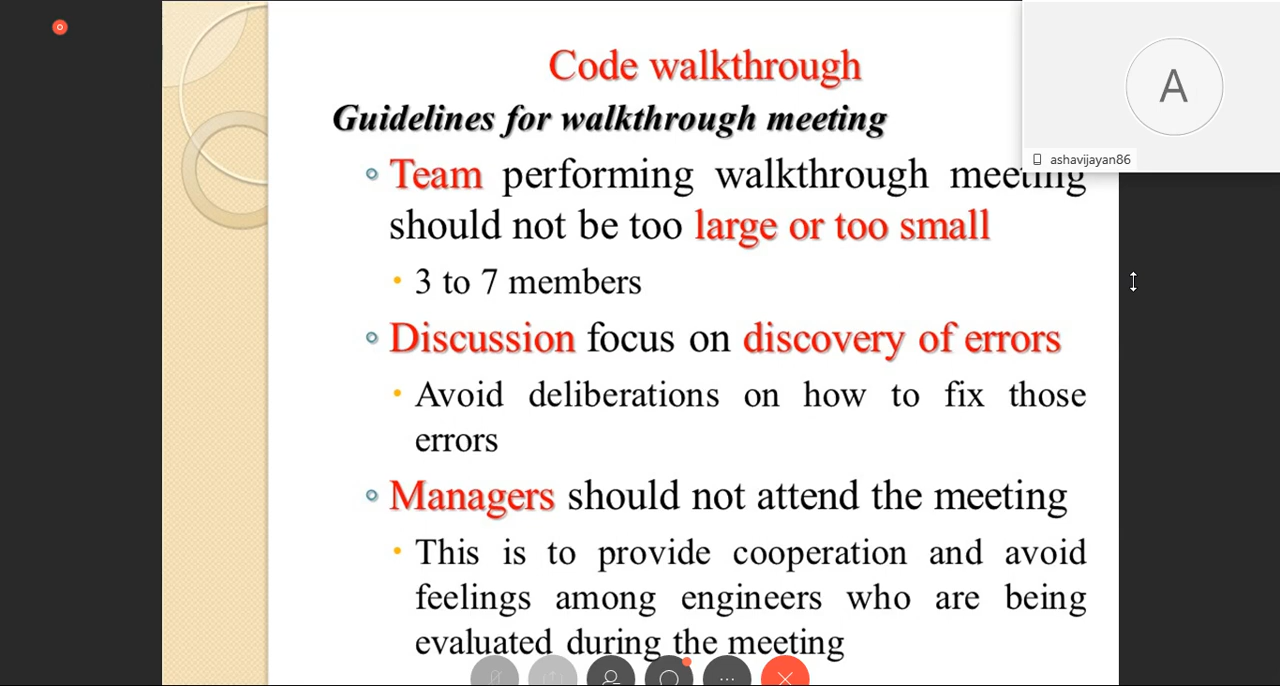 Code walkthrough
Guidelines for walkthrough meeting
Team performing walkthrough meeting
should not be too large or too small
3 to 7 members
Discussion focus on discovery of errors
Avoid deliberations on how to fix those
errors
Managers should not attend the meeting
This is to provide cooperation and avoid
feelings among engineers who are being
evaluated during the meeting
A
ashavijayan86